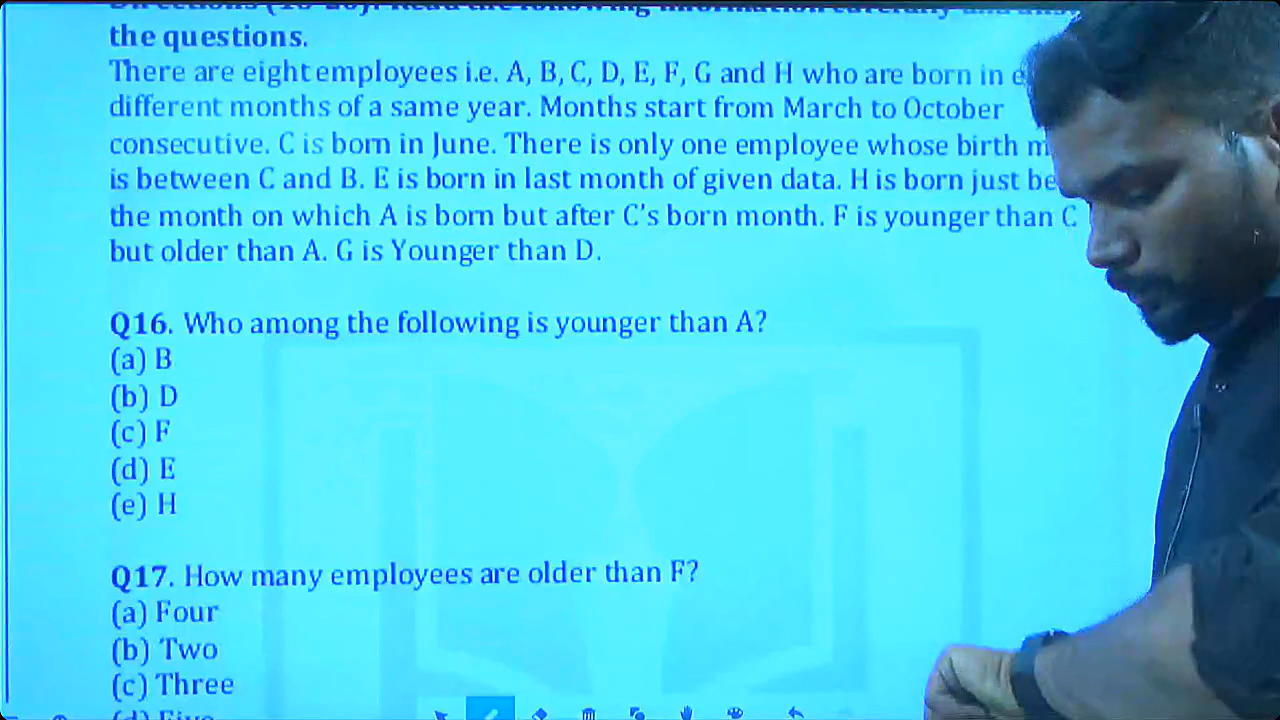 the questions.
There are eight employees i.e. A, B, C, D, E, F, G and H who are born in
different months of a same year. Months start from March to October
consecutive. C is born in June. There is only one employee whose birth
is between C and B. E is born in last month of given data. H is born just
the month on which A is born but after C's born month. F is younger than C
but older than A. G is Younger than D.
Q16. Who among the following is younger than A?
(a) B
(b) D
(c) F
(d) E
(e) H
Q17. How many employees are older than F?
(a) Four
(b) Two
(c) Three